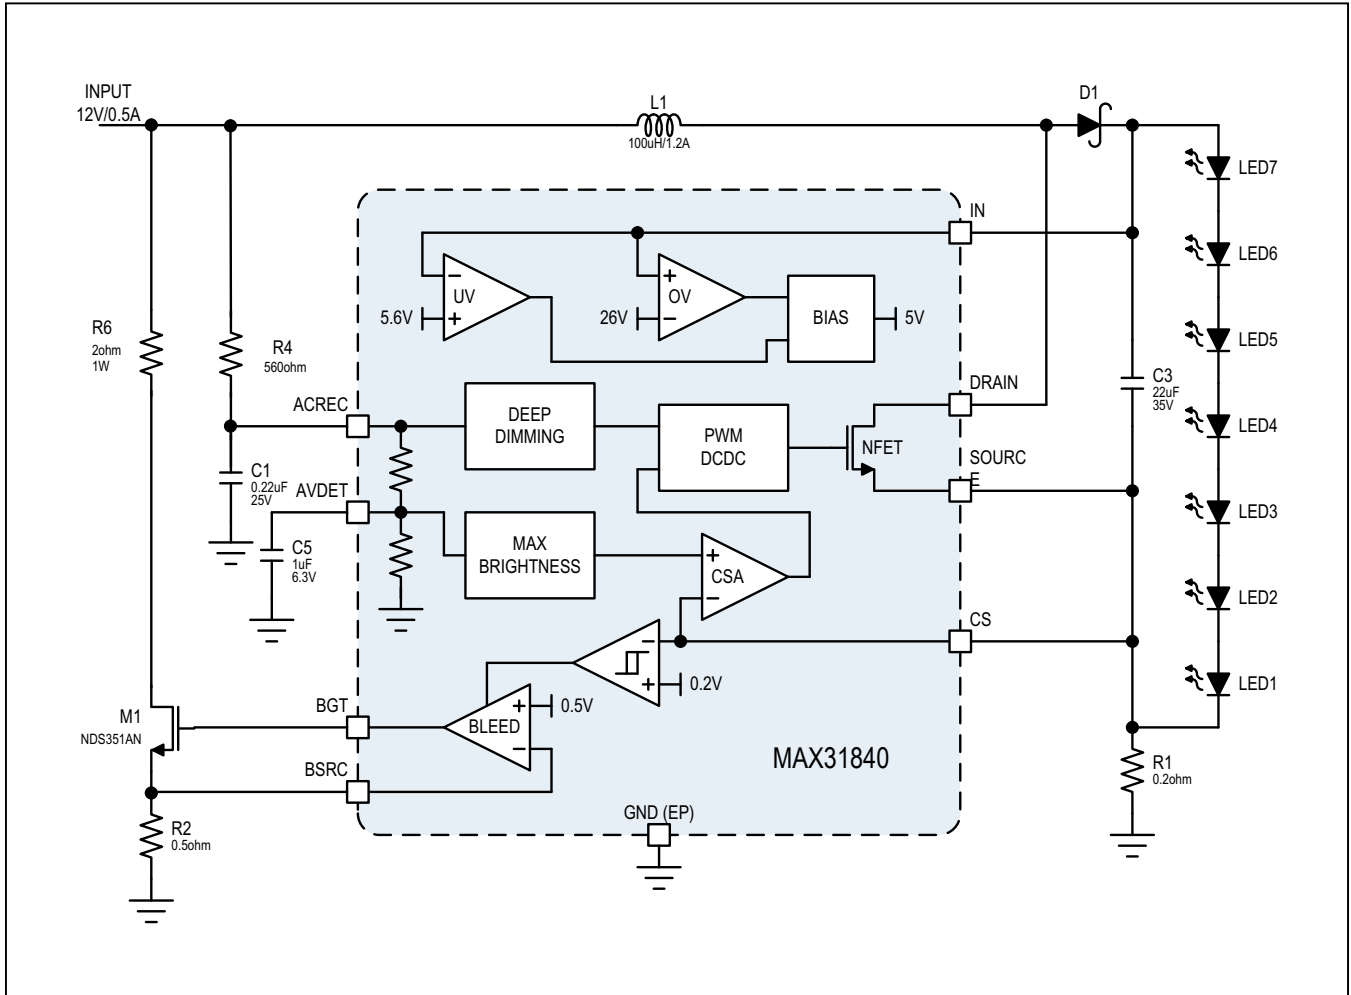 INPUT
12V/0.5A
L1
100uH/1.2A
D1
LED7
LED6
LED5
LED4
LED3
LED2
LED1
IN
UV
5.6V
OV
26V
BIAS
5V
R6
2ohm
1W
R4
560ohm
ACREC
DEEP
DIMMING
PWM
DCDC
NFET
DRAIN
SOURC
E
C3
22uF
35V
C1
0.22uF
25V
AVDET
C5
1uF
6.3V
MAX
BRIGHTNESS
CSA
CS
0.2V
0.5V
BLEED
BGT
M1
NDS351AN
BSRC
R2
0.5ohm
MAX31840
GND (EP)
R1
0.2ohm